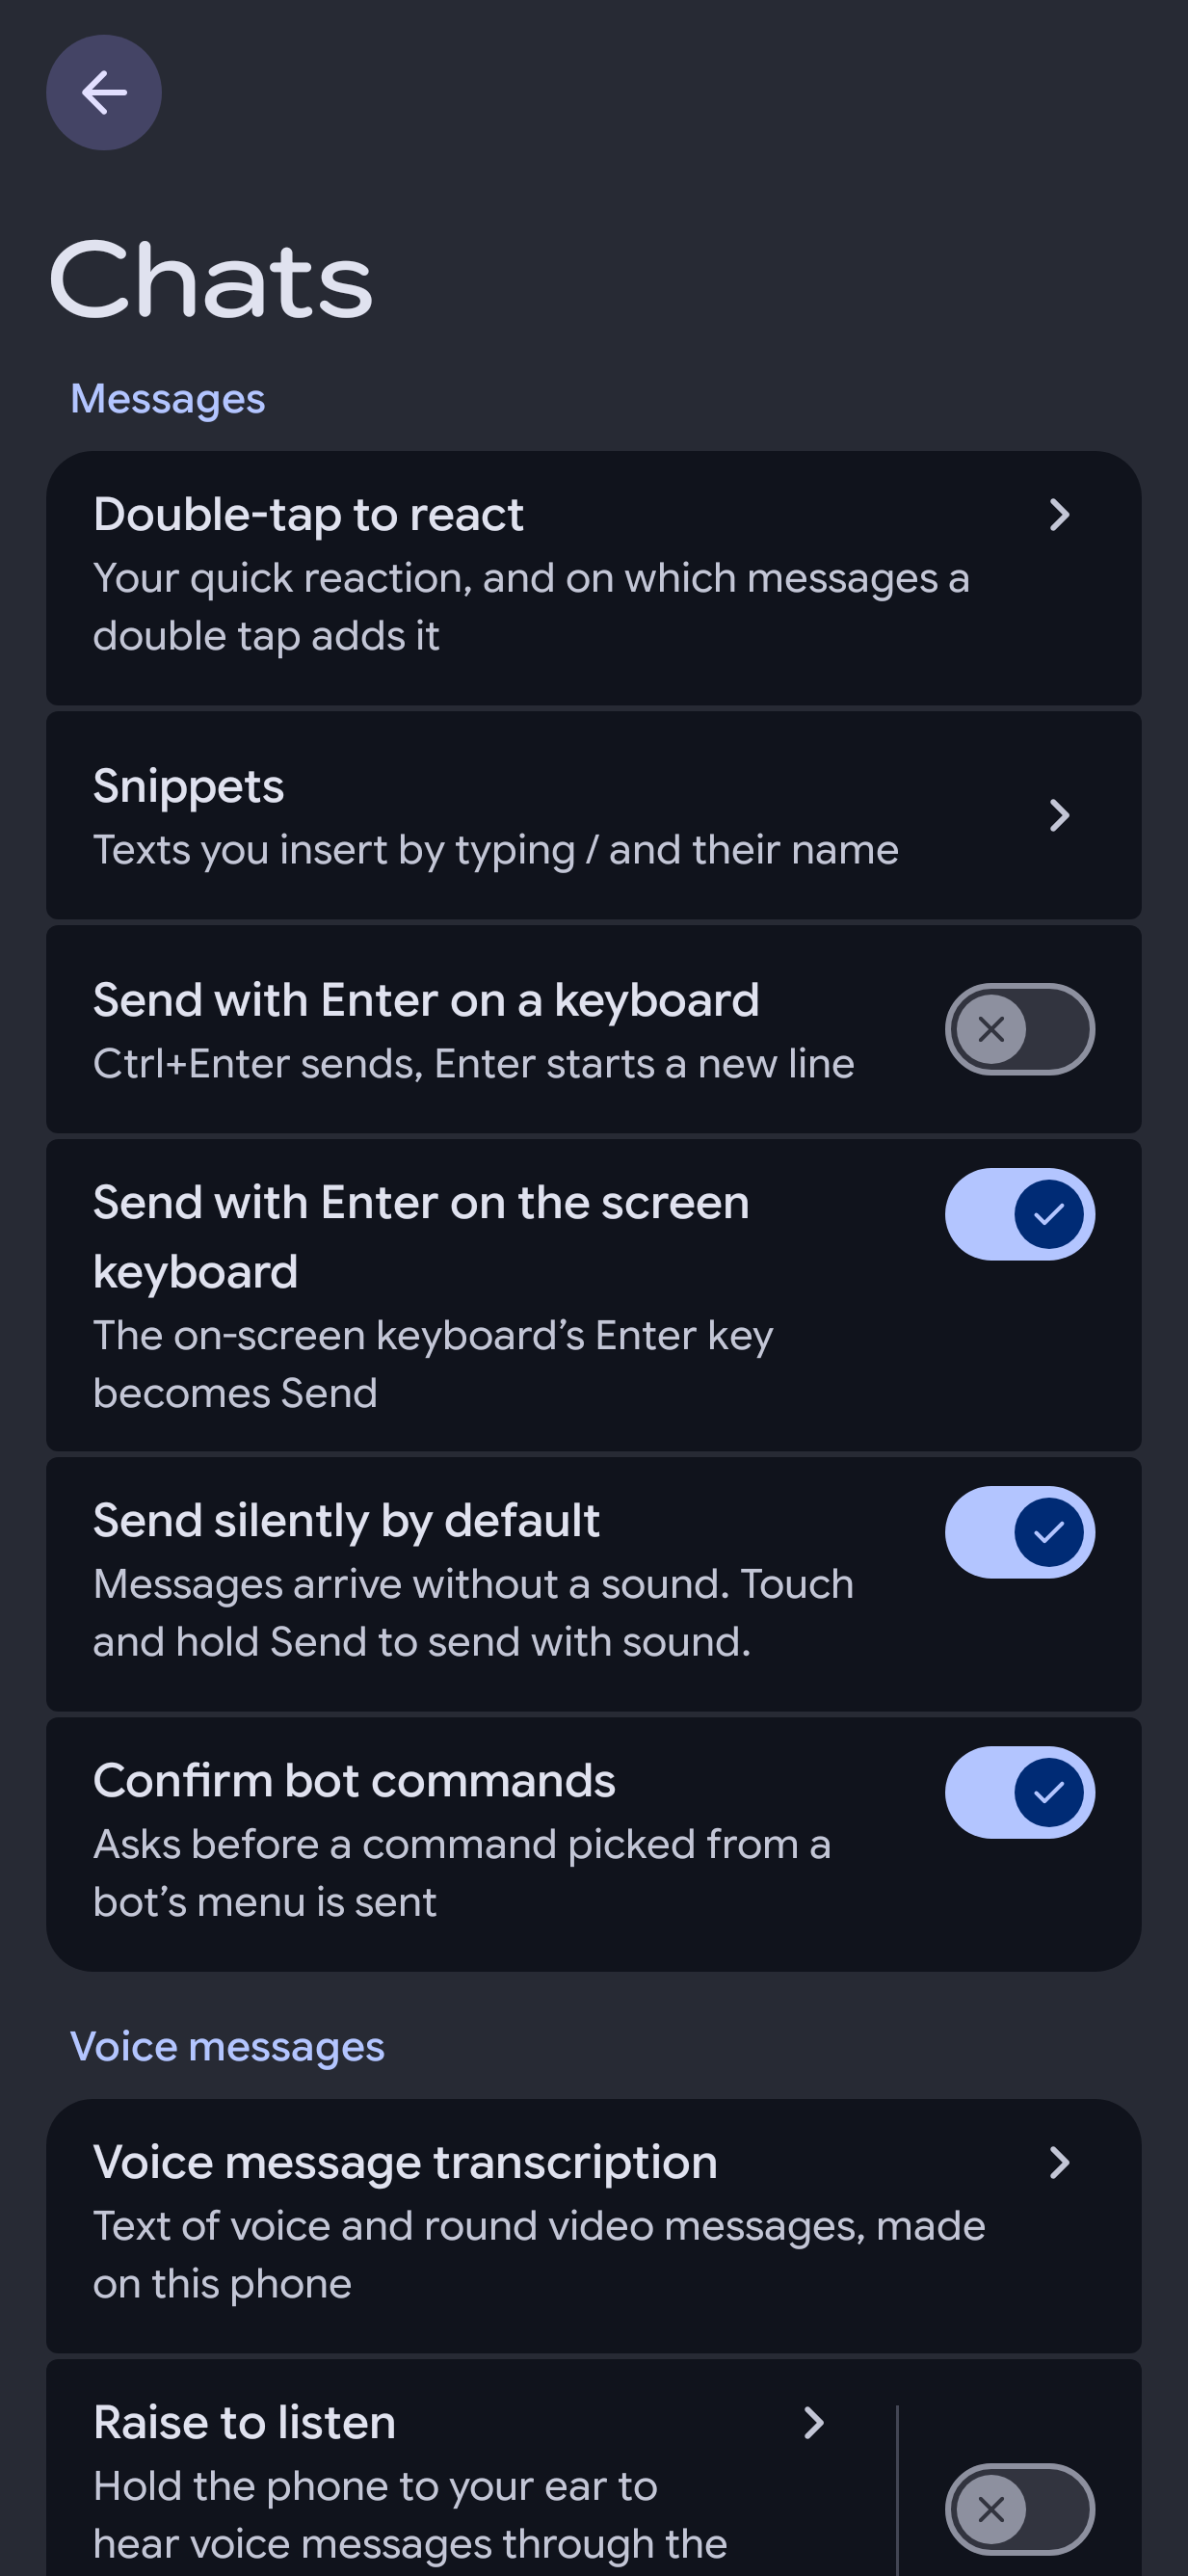 Chats
Messages
Double-tap to react
Your quick reaction, and on which messages a
double tap adds it
Snippets
Texts you insert by typing / and their name
Send with Enter on a keyboard
Ctrl+Enter sends, Enter starts a new line
Send with Enter on the screen
keyboard
The on-screen keyboard’s Enter key
becomes Send
Send silently by default
Messages arrive without a sound. Touch
and hold Send to send with sound.
Confirm bot commands
Asks before a command picked from a
bot’s menu is sent
Voice messages
Voice message transcription
Text of voice and round video messages, made
on this phone
Raise to listen
Hold the phone to your ear to
hear voice messages through the